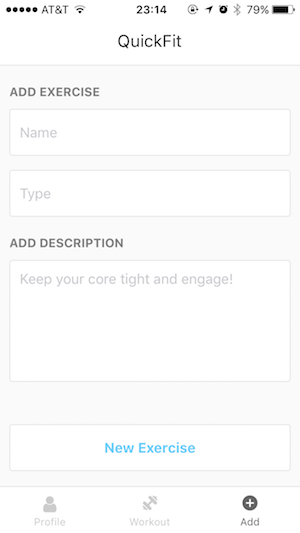 AT&T 23:14 79%
QuickFit
ADD EXERCISE
Name
Type
ADD DESCRIPTION
Keep your core tight and engage!
New Exercise
Profile Workout Add